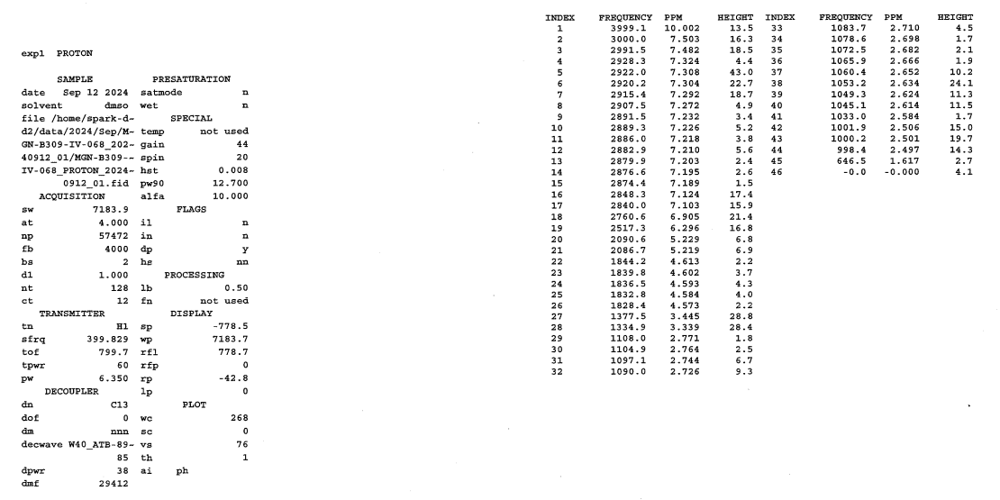 exp1 PROTON
SAMPLE PRESATURATION
date Sep 12 2024 satmode n
solvent dmso wet n
file /home/spark-d~ SPECIAL
d2/data/2024/Sep/M~ temp not used
GN-B309-IV-068_202~ gain 44
40912_01/MGN-B309-~ spin 20
IV-068_PROTON_2024~ hst 0.008
0912_01.fid pw90 12.700
ACQUISITION alfa 10.000
sw 7183.9 FLAGS
at 4.000 il n
np 57472 in n
fb 4000 dp y
bs 2 hs nn
d1 1.000 PROCESSING
nt 128 lb 0.50
ct 12 fn not used
TRANSMITTER DISPLAY
tn H1 sp -778.5
sfrq 399.829 wp 7183.7
tof 799.7 rfl 778.7
tpwr 60 rfp 0
pw 6.350 rp -42.8
DECOUPLER lp 0
dn C13 PLOT
dof 0 wc 268
dm nnn sc 0
decwave W40_ATB-89~ vs 76
85 th 1
dpwr 38 ai ph
dmf 29412
INDEX FREQUENCY PPM HEIGHT INDEX FREQUENCY PPM HEIGHT
1 3999.1 10.002 13.5 33 1083.7 2.710 4.5
2 3000.0 7.503 16.3 34 1078.6 2.698 1.7
3 2991.5 7.482 18.5 35 1072.5 2.682 2.1
4 2928.3 7.324 4.4 36 1065.9 2.666 1.9
5 2922.0 7.308 43.0 37 1060.4 2.652 10.2
6 2920.2 7.304 22.7 38 1053.2 2.634 24.1
7 2915.4 7.292 18.7 39 1049.3 2.624 11.3
8 2907.5 7.272 4.9 40 1045.1 2.614 11.5
9 2891.5 7.232 3.4 41 1033.0 2.584 1.7
10 2889.3 7.226 5.2 42 1001.9 2.506 15.0
11 2886.0 7.218 3.8 43 1000.2 2.501 19.7
12 2882.9 7.210 5.6 44 998.4 2.497 14.3
13 2879.9 7.203 2.4 45 646.5 1.617 2.7
14 2876.6 7.195 2.6 46 -0.0 -0.000 4.1
15 2874.4 7.189 1.5
16 2848.3 7.124 17.4
17 2840.0 7.103 15.9
18 2760.6 6.905 21.4
19 2517.3 6.296 16.8
20 2090.6 5.229 6.8
21 2086.7 5.219 6.9
22 1844.2 4.613 2.2
23 1839.8 4.602 3.7
24 1836.5 4.593 4.3
25 1832.8 4.584 4.0
26 1828.4 4.573 2.2
27 1377.5 3.445 28.8
28 1334.9 3.339 28.4
29 1108.0 2.771 1.8
30 1104.9 2.764 2.5
31 1097.1 2.744 6.7
32 1090.0 2.726 9.3